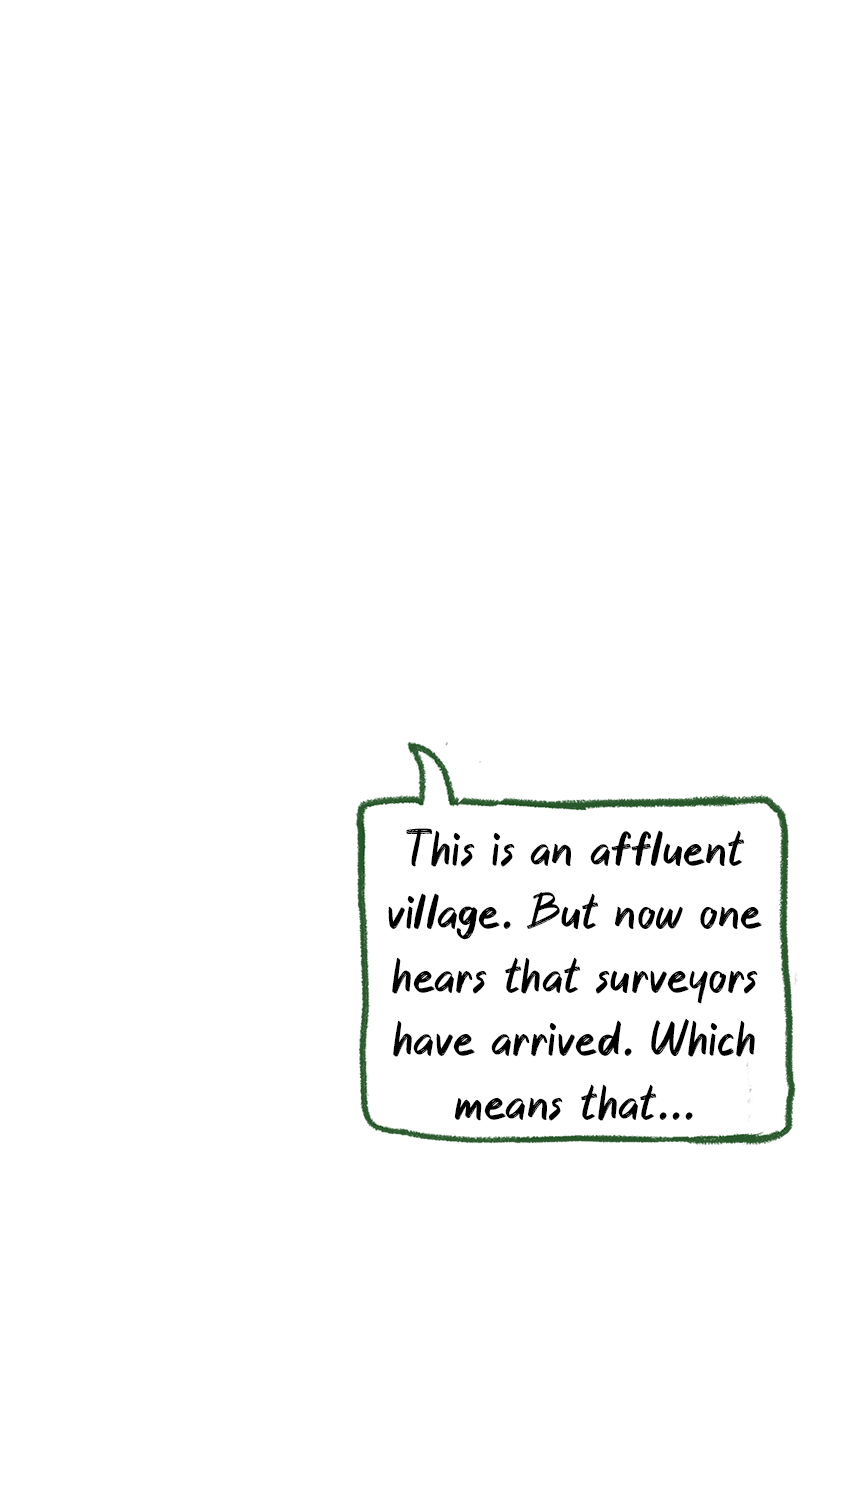 This is an affluent
village. But now one
hears that surveyors
have arrived. Which
means that...